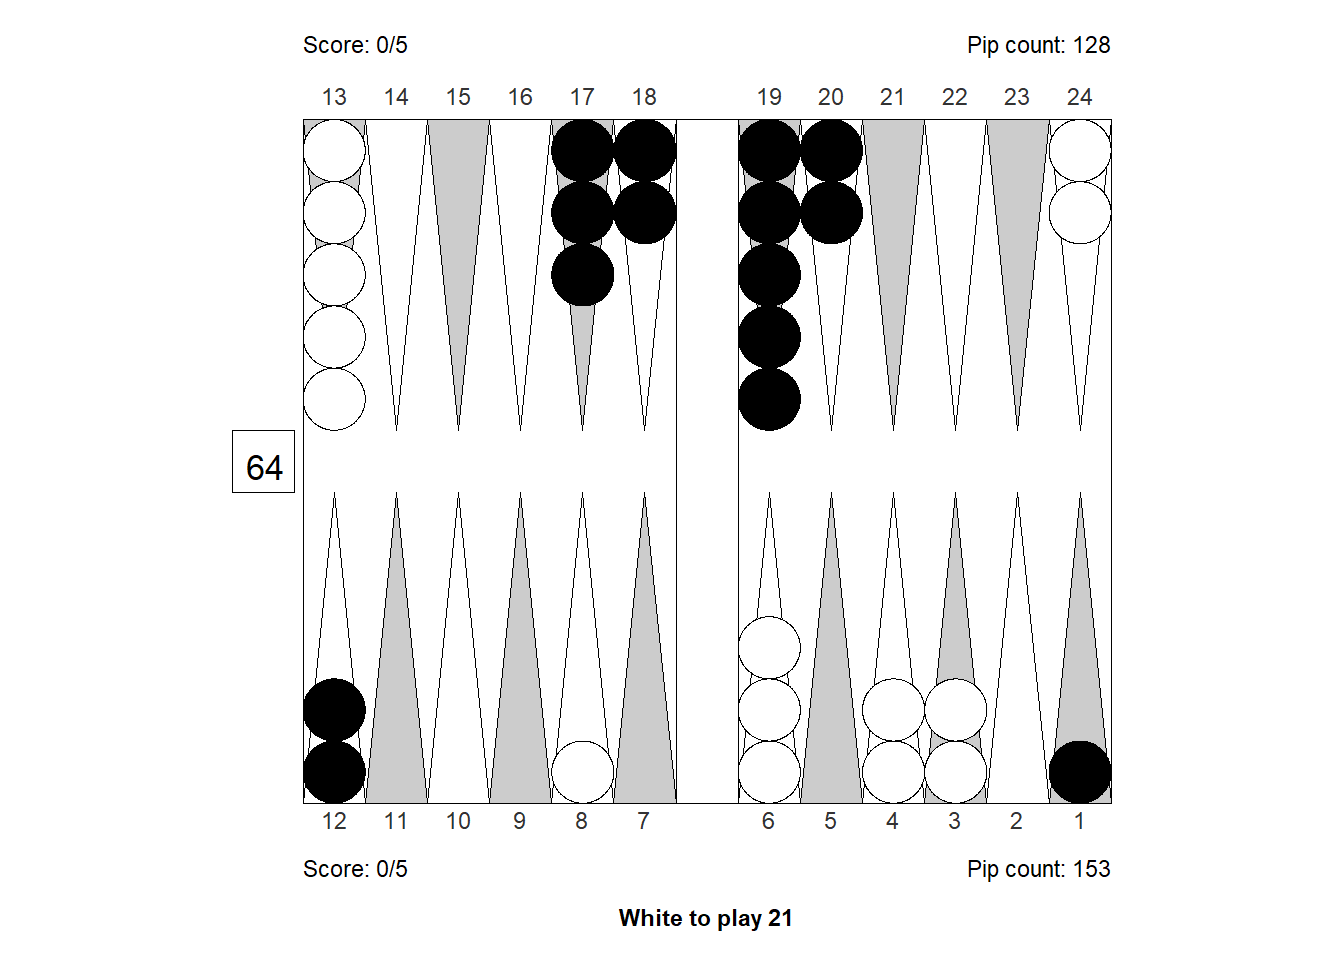 Score: 0/5 Pip count: 128
13 14 15 16 17 18 19 20 21 22 23 24
64
12 11 10 9 8 7 6 5 4 3 2 1
Score: 0/5 Pip count: 153
White to play 21